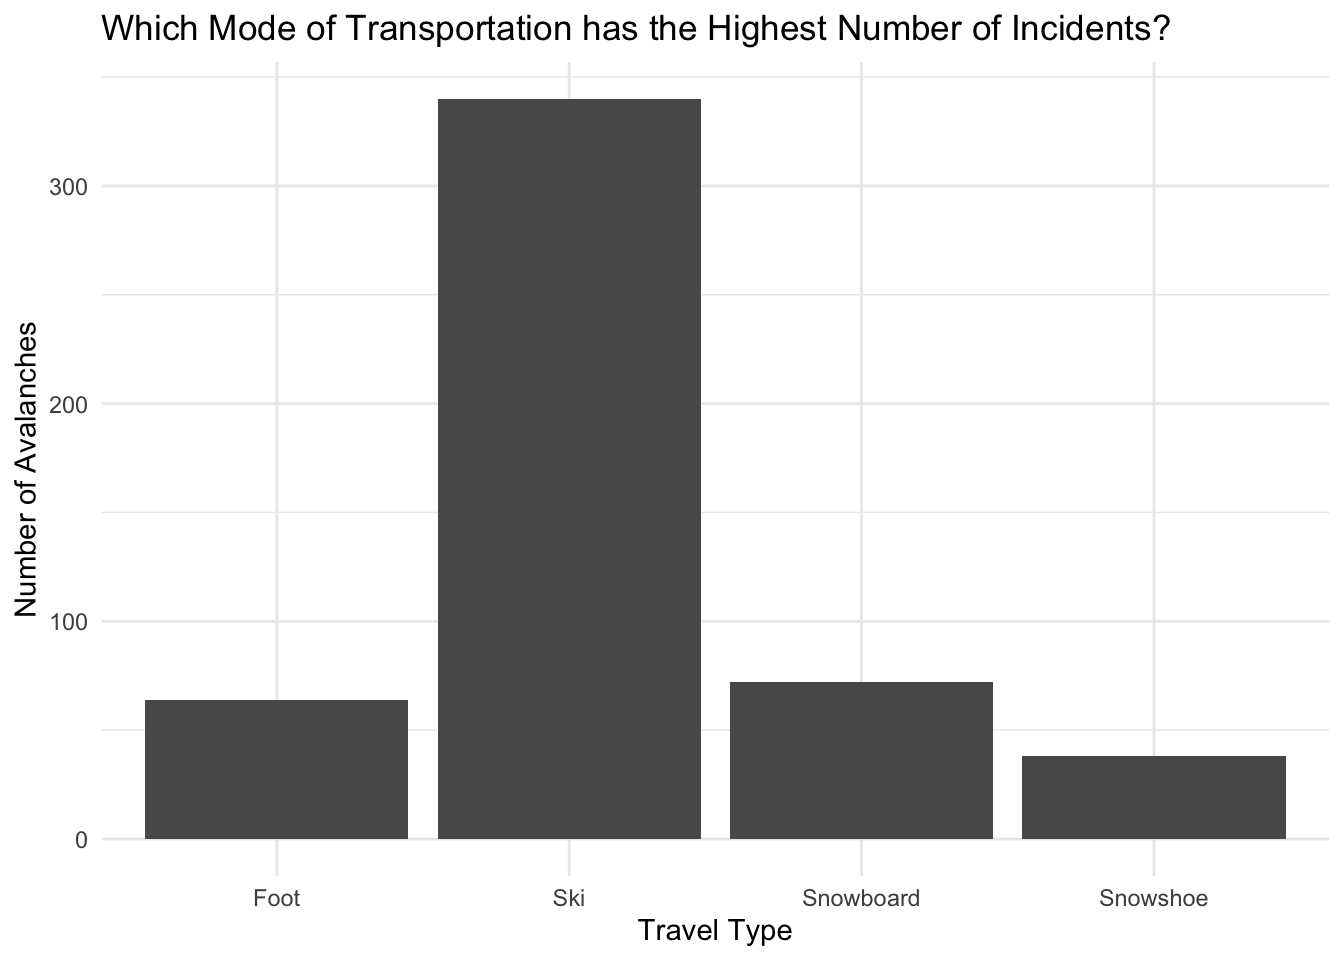 Which Mode of Transportation has the Highest Number of Incidents?
Number of Avalanches
300
200
100
0
Foot
Ski
Snowboard
Snowshoe
Travel Type